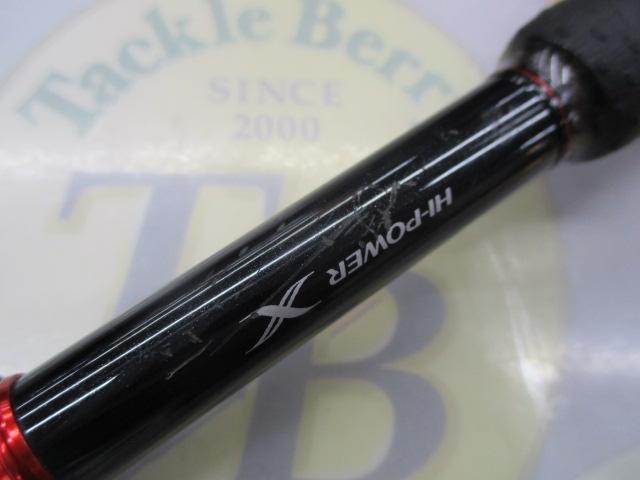 Tackle Berr
SINCE
2000
TB
HI-POWER X